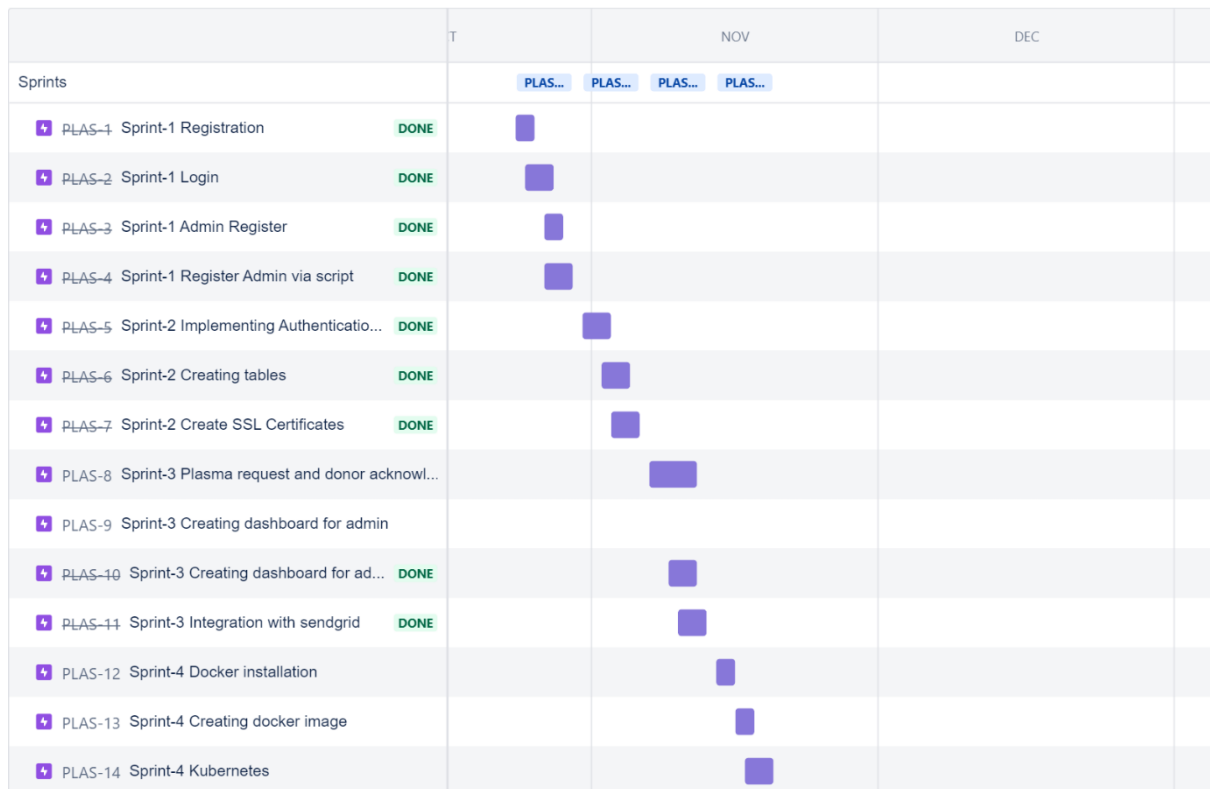 T NOV DEC
Sprints PLAS... PLAS... PLAS... PLAS...
PLAS-1 Sprint-1 Registration DONE
PLAS-2 Sprint-1 Login DONE
PLAS-3 Sprint-1 Admin Register DONE
PLAS-4 Sprint-1 Register Admin via script DONE
PLAS-5 Sprint-2 Implementing Authenticatio... DONE
PLAS-6 Sprint-2 Creating tables DONE
PLAS-7 Sprint-2 Create SSL Certificates DONE
PLAS-8 Sprint-3 Plasma request and donor acknowl...
PLAS-9 Sprint-3 Creating dashboard for admin
PLAS-10 Sprint-3 Creating dashboard for ad... DONE
PLAS-11 Sprint-3 Integration with sendgrid DONE
PLAS-12 Sprint-4 Docker installation
PLAS-13 Sprint-4 Creating docker image
PLAS-14 Sprint-4 Kubernetes